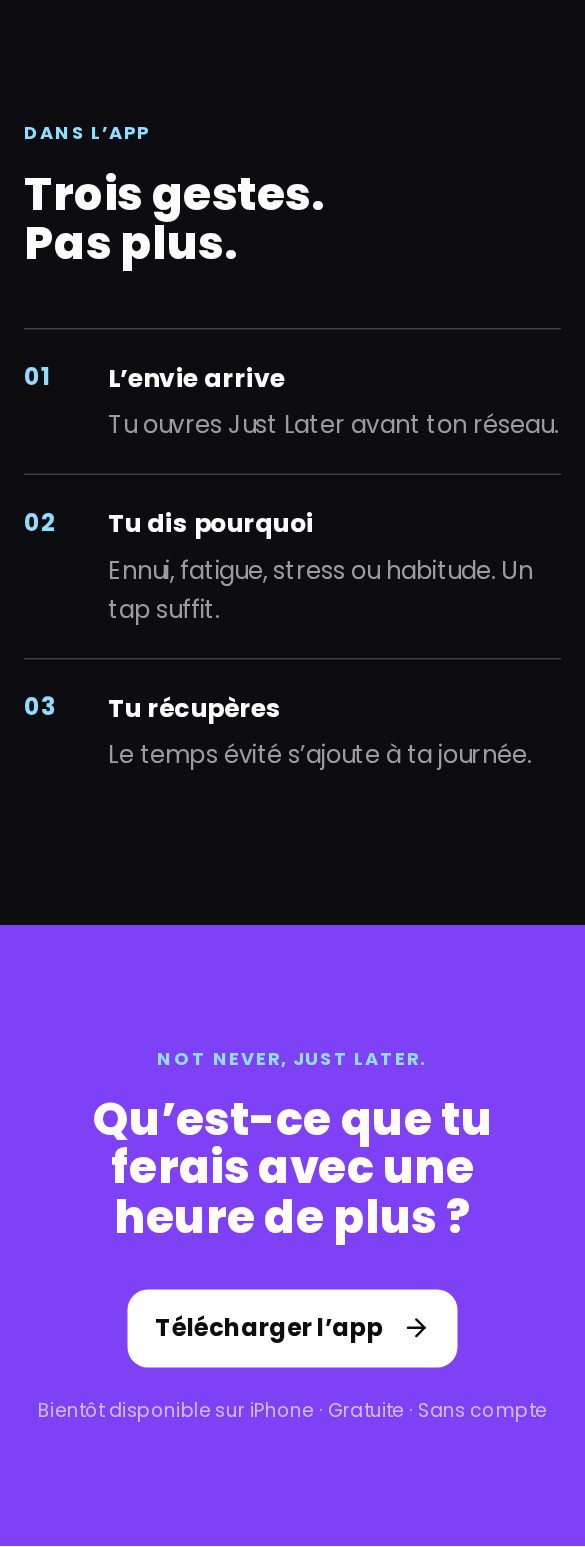 DANS L’APP
Trois gestes.
Pas plus.
01
L’envie arrive
Tu ouvres Just Later avant ton réseau.
02
Tu dis pourquoi
Ennui, fatigue, stress ou habitude. Un
tap suffit.
03
Tu récupères
Le temps évité s’ajoute à ta journée.
NOT NEVER, JUST LATER.
Qu’est-ce que tu
ferais avec une
heure de plus ?
Télécharger l’app →
Bientôt disponible sur iPhone · Gratuite · Sans compte